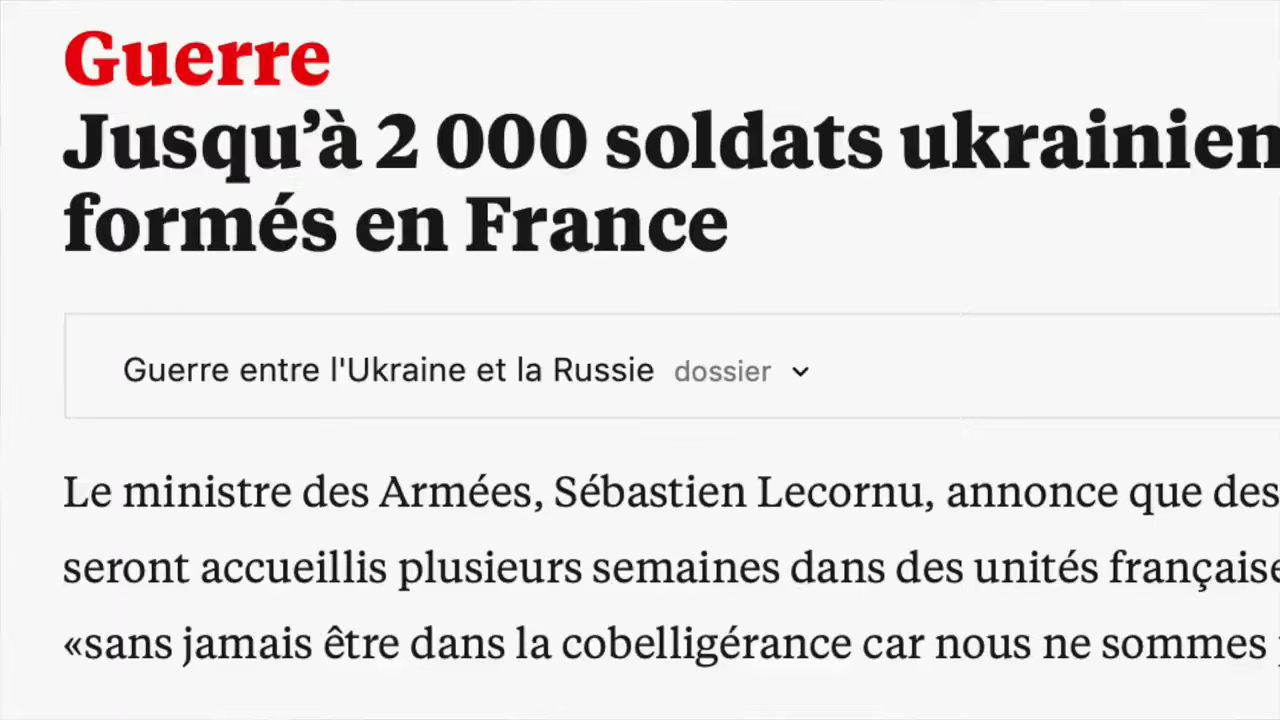 Guerre
Jusqu’à 2 000 soldats ukrainien
formés en France
Guerre entre l'Ukraine et la Russie dossier
Le ministre des Armées, Sébastien Lecornu, annonce que des
seront accueillis plusieurs semaines dans des unités française
«sans jamais être dans la cobelligérance car nous ne sommes